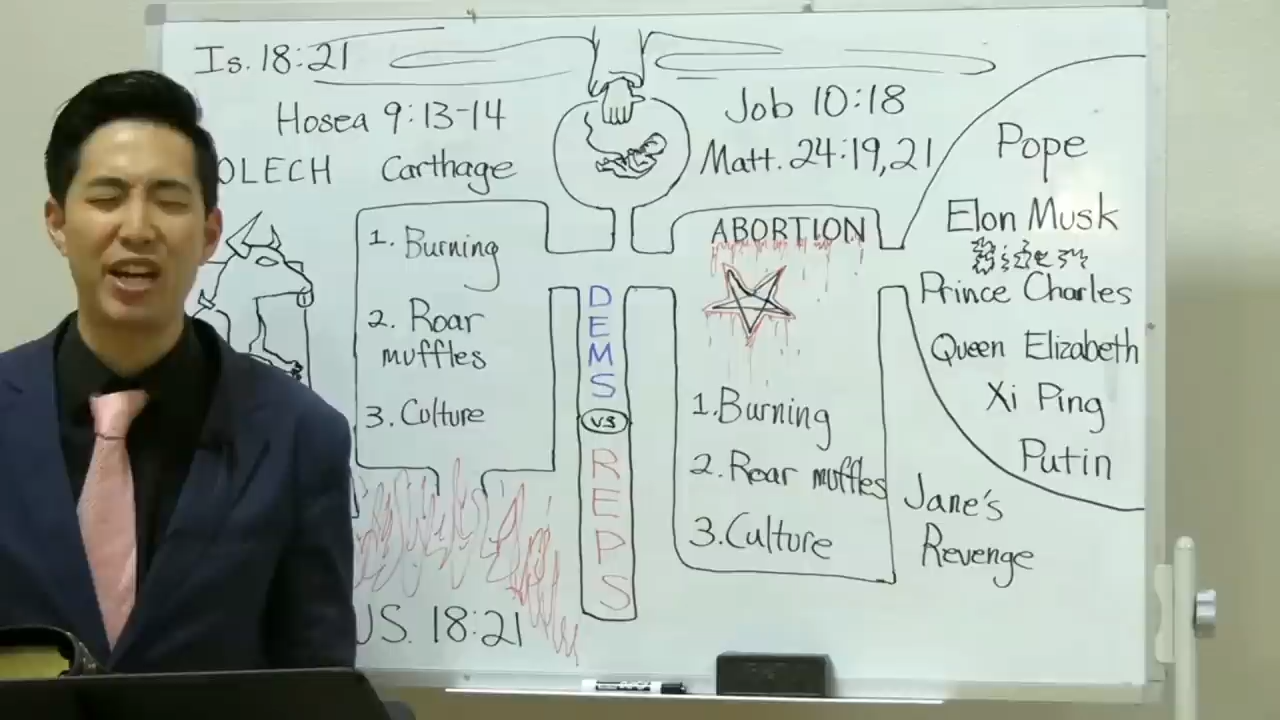 Is. 18:21
Hosea 9:13-14
OLECH Carthage
1. Burning
2. Roar
muffles
3. Culture
US. 18:21
DEMS
VS
REPS
Job 10:18
Matt. 24:19,21
ABORTION
1. Burning
2. Roar muffles
3. Culture
Pope
Elon Musk
Prince Charles
Queen Elizabeth
Xi Ping
Putin
Jane's
Revenge